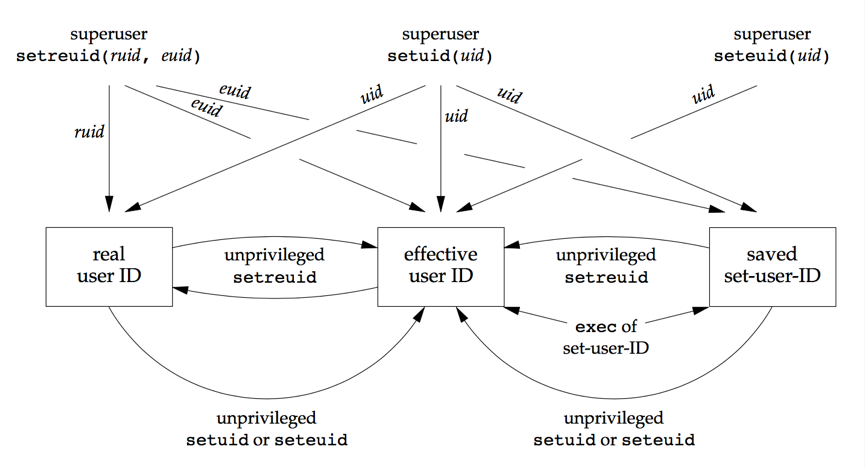 superuser
setreuid(ruid, euid)
superuser
setuid(uid)
superuser
seteuid(uid)
euid
euid
uid
uid
uid
uid
ruid
real
user ID
unprivileged
setreuid
effective
user ID
unprivileged
setreuid
saved
set-user-ID
exec of
set-user-ID
unprivileged
setuid or seteuid
unprivileged
setuid or seteuid